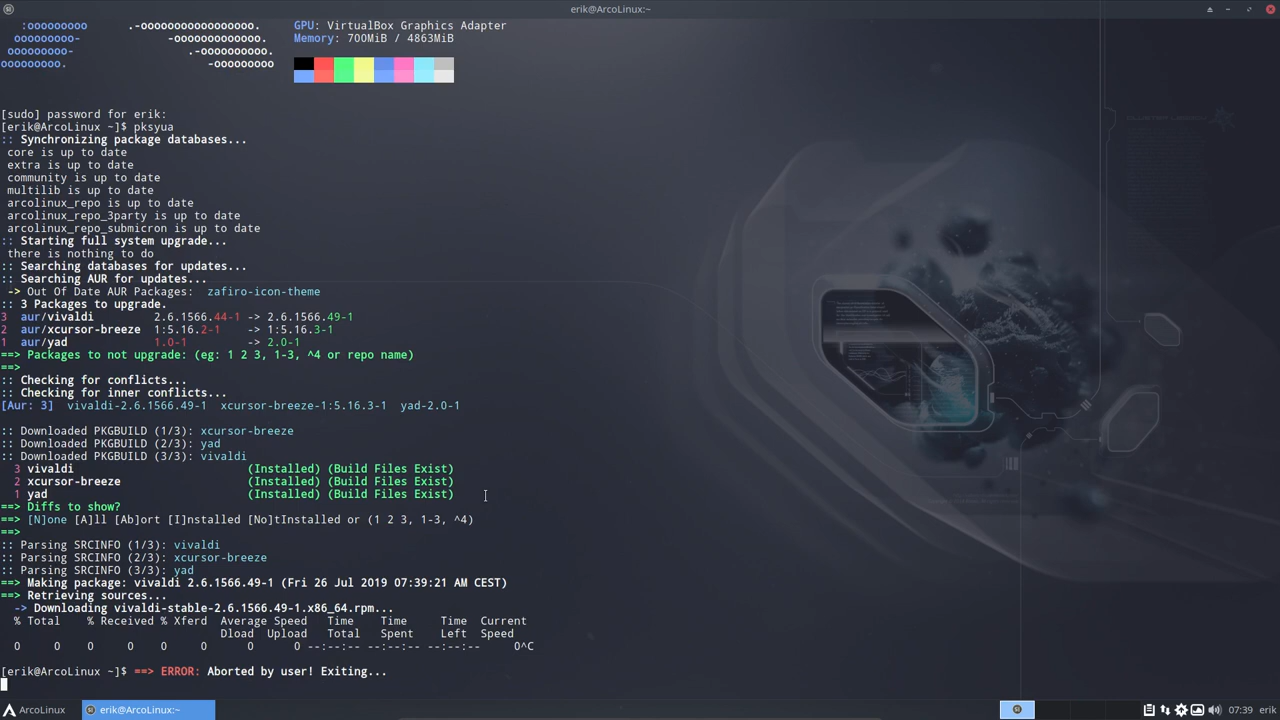 erik@ArcoLinux:~
:ooooooooo .-ooooooooooooo. GPU: VirtualBox Graphics Adapter
oooooooooo- -ooooooooooooo. Memory: 700MiB / 4863MiB
ooooooooo- .-oooooooooo.
ooooooooo. -ooooooooo
[sudo] password for erik:
[erik@ArcoLinux ~]$ pksyua
:: Synchronizing package databases...
core is up to date
extra is up to date
community is up to date
multilib is up to date
arcolinux_repo is up to date
arcolinux_repo_3party is up to date
arcolinux_repo_submicron is up to date
:: Starting full system upgrade...
there is nothing to do
:: Searching databases for updates...
:: Searching AUR for updates...
-> Out Of Date AUR Packages: zafiro-icon-theme
:: 3 Packages to upgrade.
3 aur/vivaldi 2.6.1566.44-1 -> 2.6.1566.49-1
2 aur/xcursor-breeze 1:5.16.2-1 -> 1:5.16.3-1
1 aur/yad 1.0-1 -> 2.0-1
==> Packages to not upgrade: (eg: 1 2 3, 1-3, ^4 or repo name)
==>
:: Checking for conflicts...
:: Checking for inner conflicts...
[Aur: 3] vivaldi-2.6.1566.49-1 xcursor-breeze-1:5.16.3-1 yad-2.0-1
:: Downloaded PKGBUILD (1/3): xcursor-breeze
:: Downloaded PKGBUILD (2/3): yad
:: Downloaded PKGBUILD (3/3): vivaldi
3 vivaldi (Installed) (Build Files Exist)
2 xcursor-breeze (Installed) (Build Files Exist)
1 yad (Installed) (Build Files Exist)
==> Diffs to show?
==> [N]one [A]ll [Ab]ort [I]nstalled [No]tInstalled or (1 2 3, 1-3, ^4)
==>
:: Parsing SRCINFO (1/3): vivaldi
:: Parsing SRCINFO (2/3): xcursor-breeze
:: Parsing SRCINFO (3/3): yad
==> Making package: vivaldi 2.6.1566.49-1 (Fri 26 Jul 2019 07:39:21 AM CEST)
==> Retrieving sources...
-> Downloading vivaldi-stable-2.6.1566.49-1.x86_64.rpm...
% Total % Received % Xferd Average Speed Time Time Time Current
Dload Upload Total Spent Left Speed
0 0 0 0 0 0 0 0 --:--:-- --:--:-- --:--:-- 0^C
[erik@ArcoLinux ~]$ ==> ERROR: Aborted by user! Exiting...
ArcoLinux erik@ArcoLinux:~ 07:39 erik